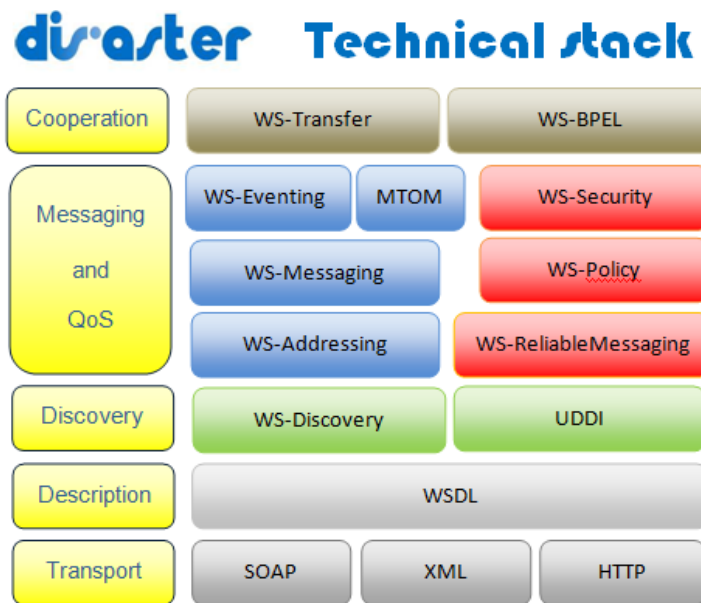 disaster Technical stack
Cooperation WS-Transfer WS-BPEL
WS-Eventing MTOM WS-Security
Messaging
and
QoS
WS-Messaging WS-Policy
WS-Addressing WS-ReliableMessaging
Discovery WS-Discovery UDDI
Description WSDL
Transport SOAP XML HTTP